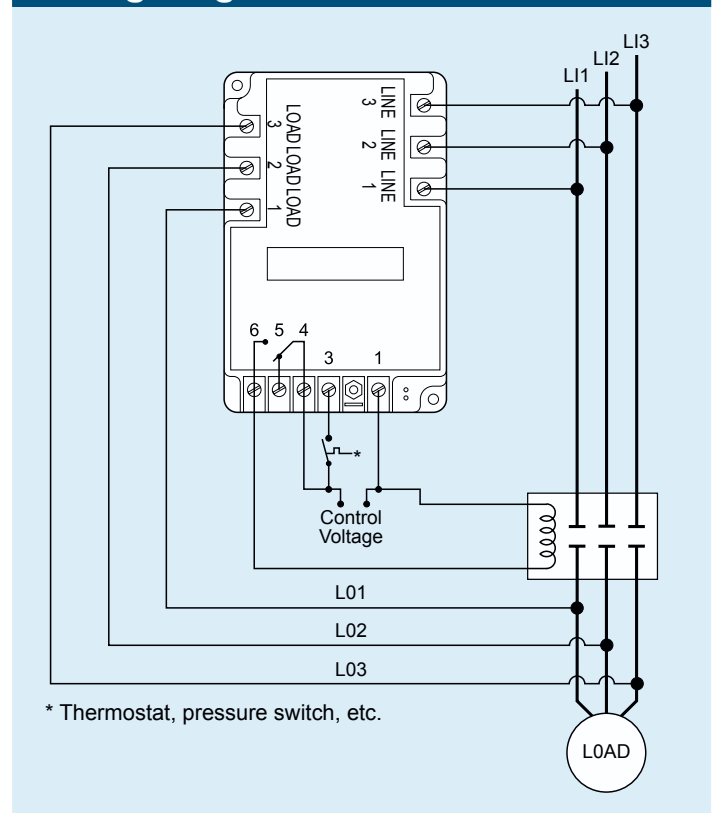 LI3
LI2
LI1
LINE 3
LINE 2
LINE 1
LOAD 3
LOAD 2
LOAD 1
6 5 4
3
1
*
Control
Voltage
L01
L02
L03
* Thermostat, pressure switch, etc.
L0AD